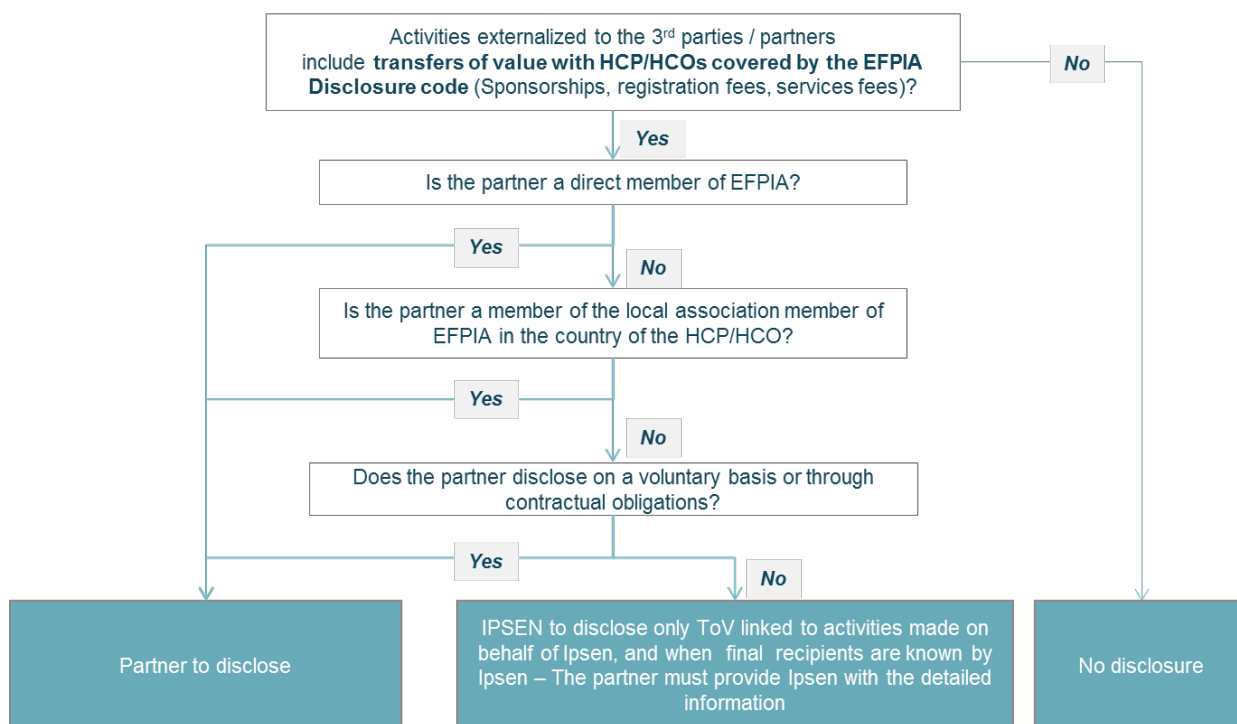 Activities externalized to the 3rd parties / partners
include transfers of value with HCP/HCOs covered by the EFPIA
Disclosure code (Sponsorships, registration fees, services fees)?
No
Yes
Is the partner a direct member of EFPIA?
Yes
No
Is the partner a member of the local association member of
EFPIA in the country of the HCP/HCO?
Yes
No
Does the partner disclose on a voluntary basis or through
contractual obligations?
Yes
No
Partner to disclose
IPSEN to disclose only ToV linked to activities made on
behalf of Ipsen, and when final recipients are known by
Ipsen – The partner must provide Ipsen with the detailed
information
No disclosure